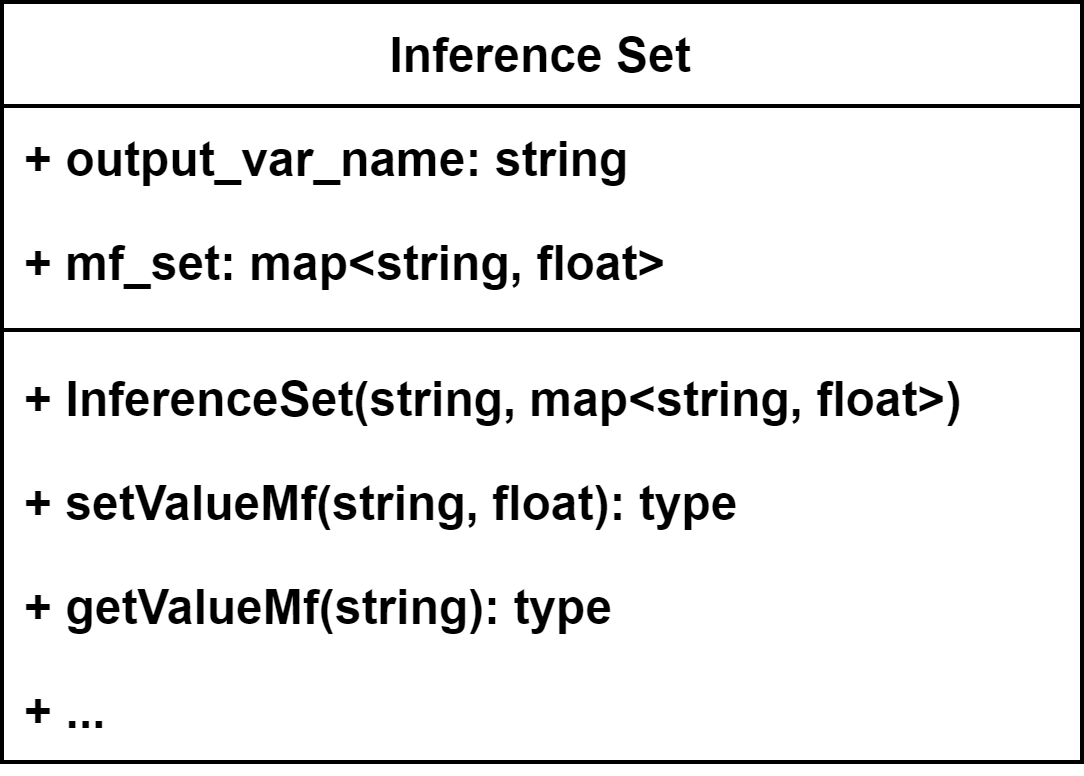 Inference Set
+ output_var_name: string
+ mf_set: map<string, float>
+ InferenceSet(string, map<string, float>)
+ setValueMf(string, float): type
+ getValueMf(string): type
+ ...